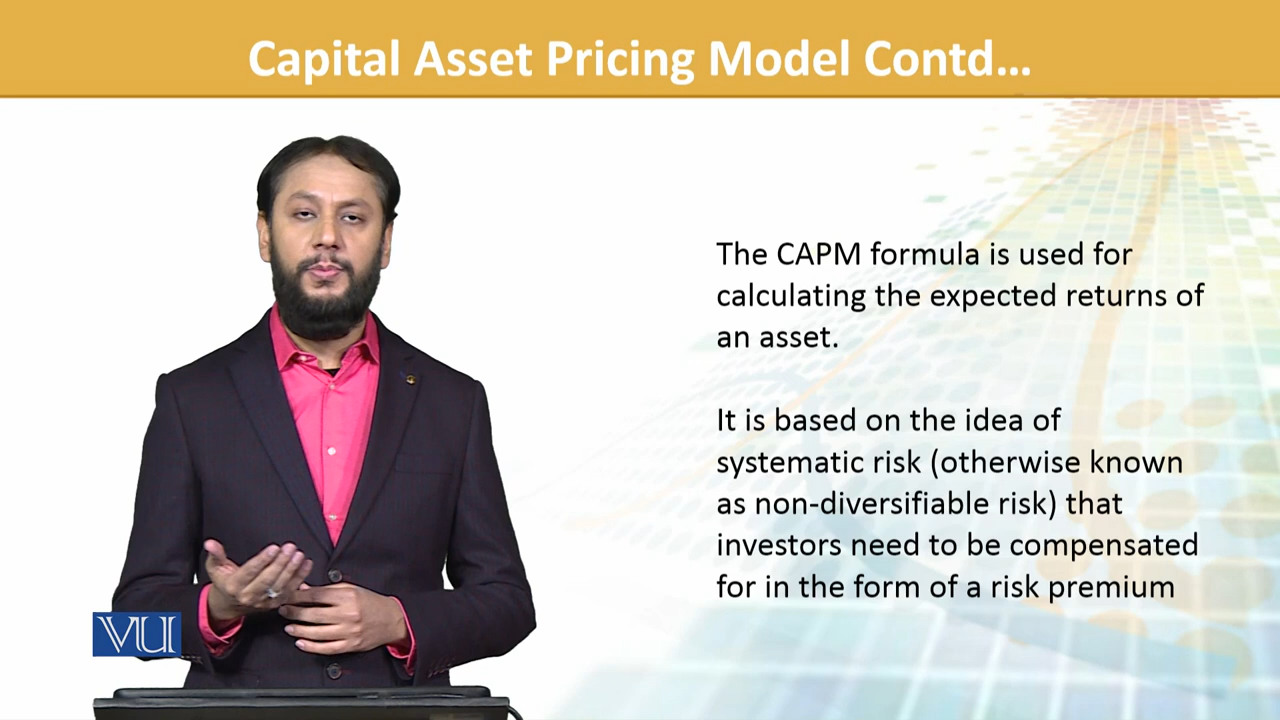 Capital Asset Pricing Model Contd...
The CAPM formula is used for
calculating the expected returns of
an asset.
It is based on the idea of
systematic risk (otherwise known
as non-diversifiable risk) that
investors need to be compensated
for in the form of a risk premium
VU